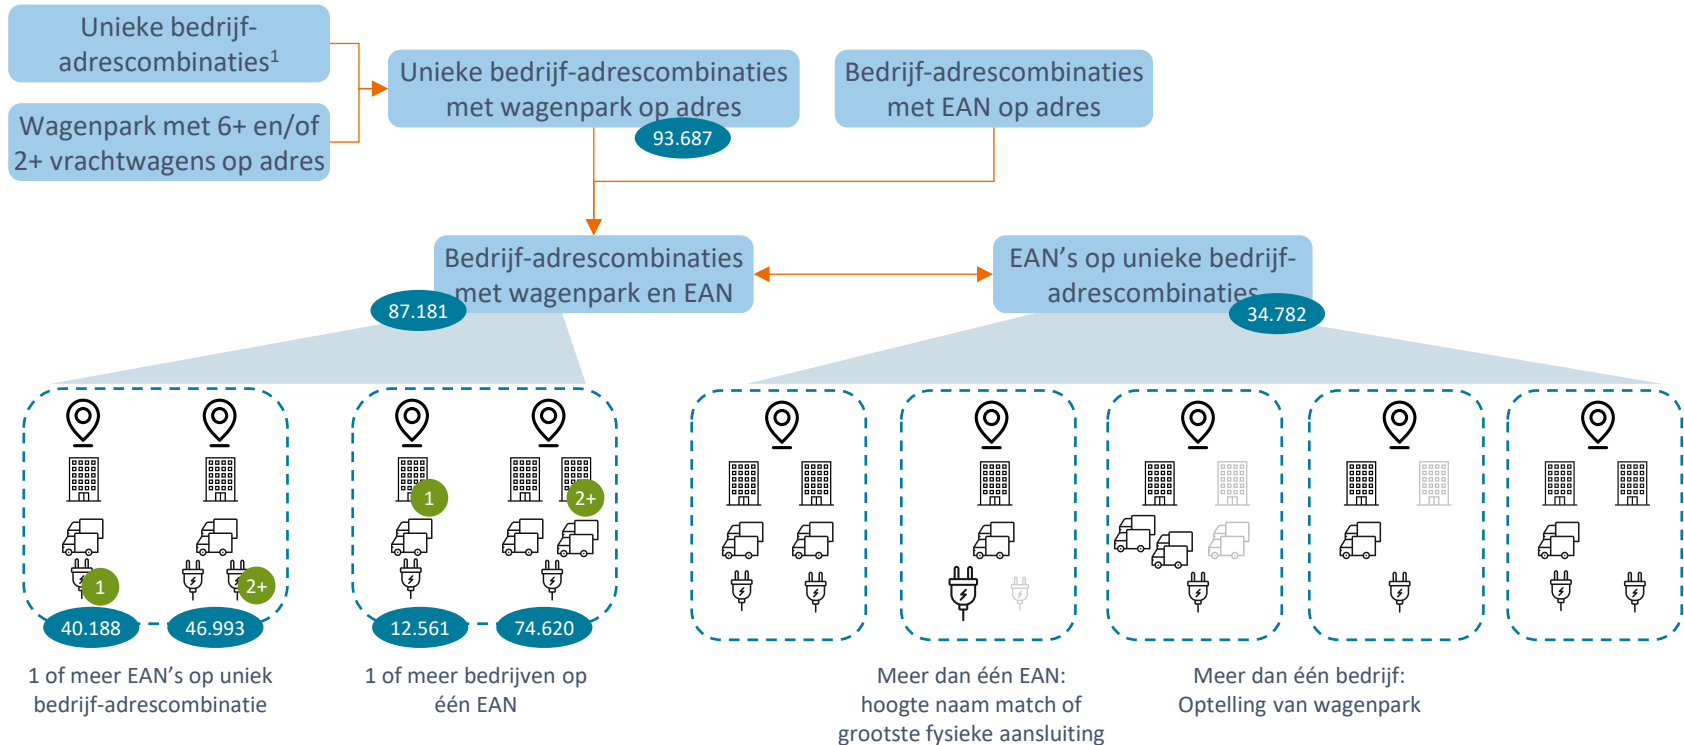 Unieke bedrijf-
adrescombinaties1
Wagenpark met 6+ en/of
2+ vrachtwagens op adres
Unieke bedrijf-adrescombinaties
met wagenpark op adres
93.687
Bedrijf-adrescombinaties
met EAN op adres
Bedrijf-adrescombinaties
met wagenpark en EAN
87.181
EAN's op unieke bedrijf-
adrescombinaties
34.782
1
2+
40.188
46.993
1 of meer EAN's op uniek
bedrijf-adrescombinatie
1
2+
12.561
74.620
1 of meer bedrijven op
één EAN
Meer dan één EAN:
hoogte naam match of
grootste fysieke aansluiting
Meer dan één bedrijf:
Optelling van wagenpark